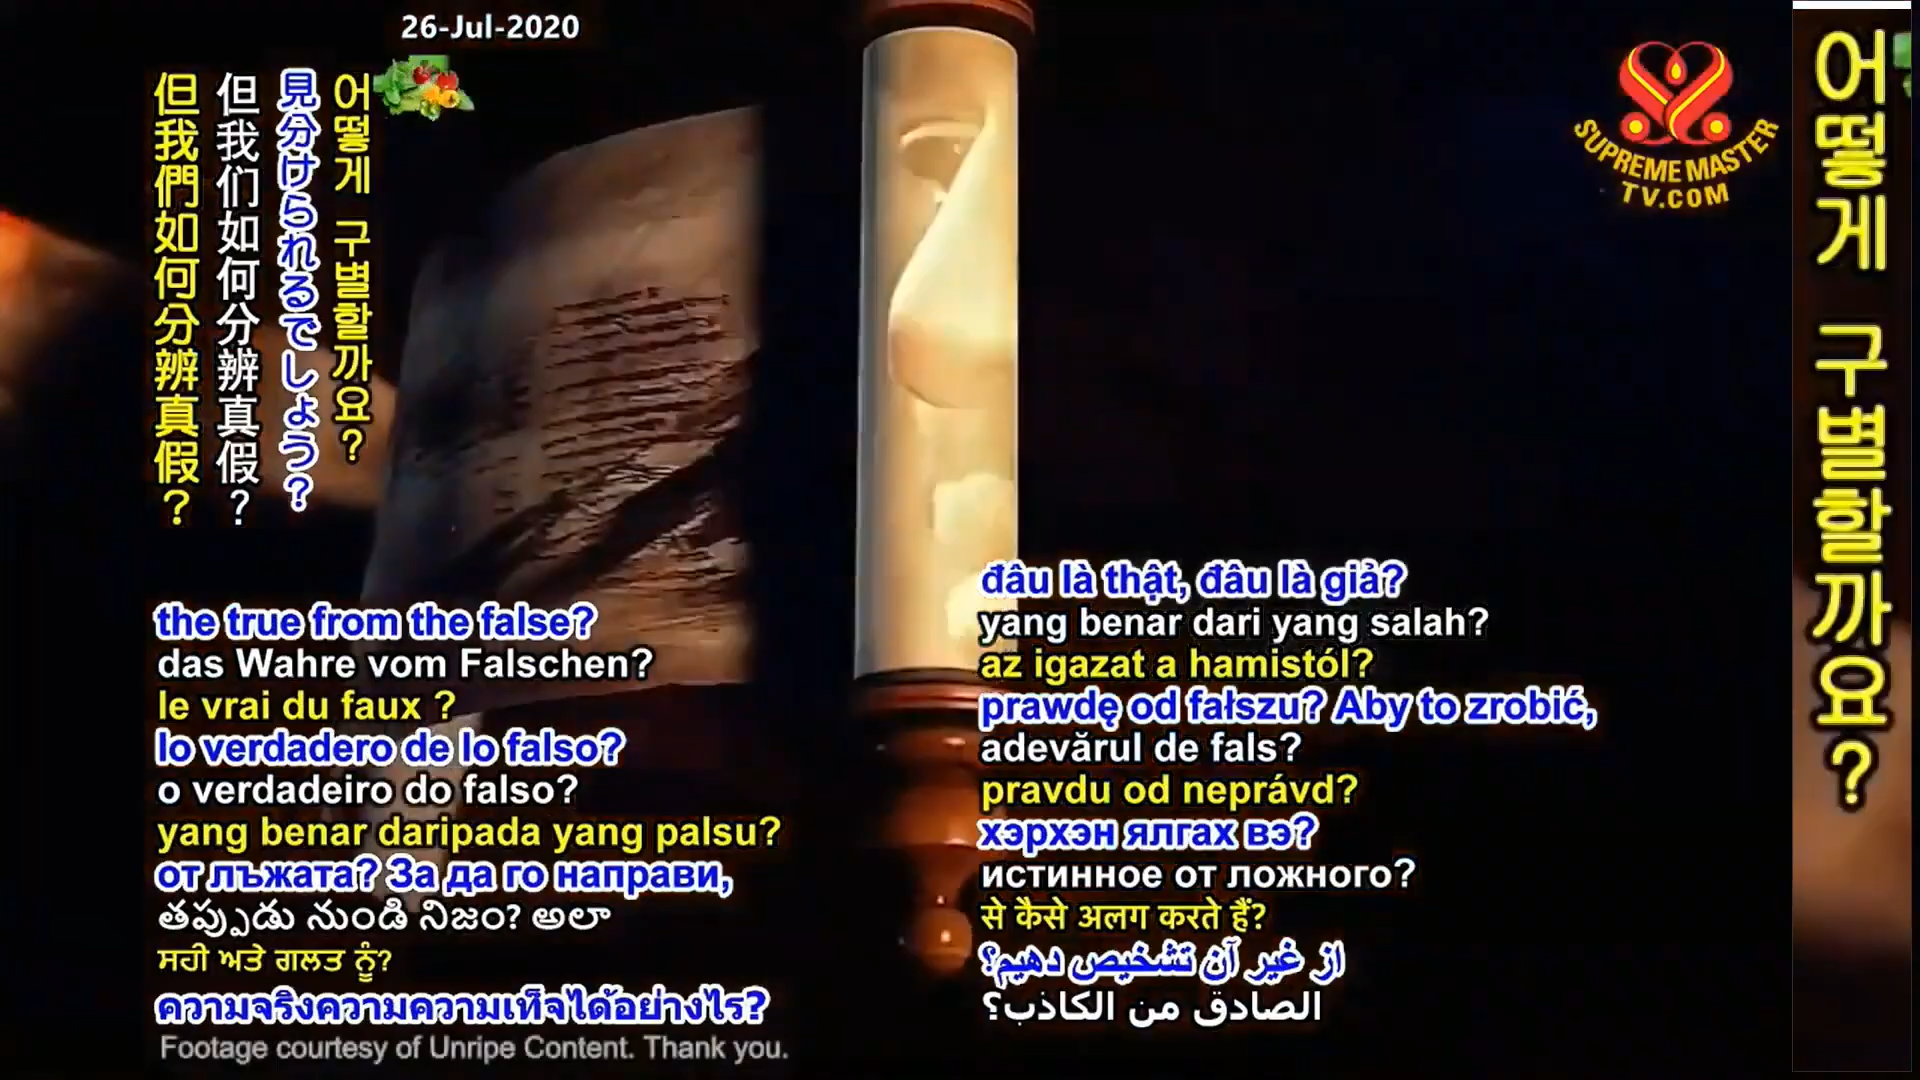 26-Jul-2020
SUPREME MASTER
TV.COM
어떻게 구별할까요?
어떻게 구별할까요?
見分けられるでしょう？
但我们如何分辨真假？
但我們如何分辨真假？
the true from the false?
das Wahre vom Falschen?
le vrai du faux ?
lo verdadero de lo falso?
o verdadeiro do falso?
yang benar daripada yang palsu?
от лъжата? За да го направи,
తప్పుడు నుండి నిజం? అలా
ਸਹੀ ਅਤੇ ਗਲਤ ਨੂੰ?
ความจริงความความเท็จได้อย่างไร?
Footage courtesy of Unripe Content. Thank you.
đâu là thật, đâu là giả?
yang benar dari yang salah?
az igazat a hamistól?
prawdę od fałszu? Aby to zrobić,
adevărul de fals?
pravdu od neprávd?
хэрхэн ялгах вэ?
истинное от ложного?
से कैसे अलग करते हैं?
از غیر آن تشخیص دهیم؟
الصادق من الكاذب؟